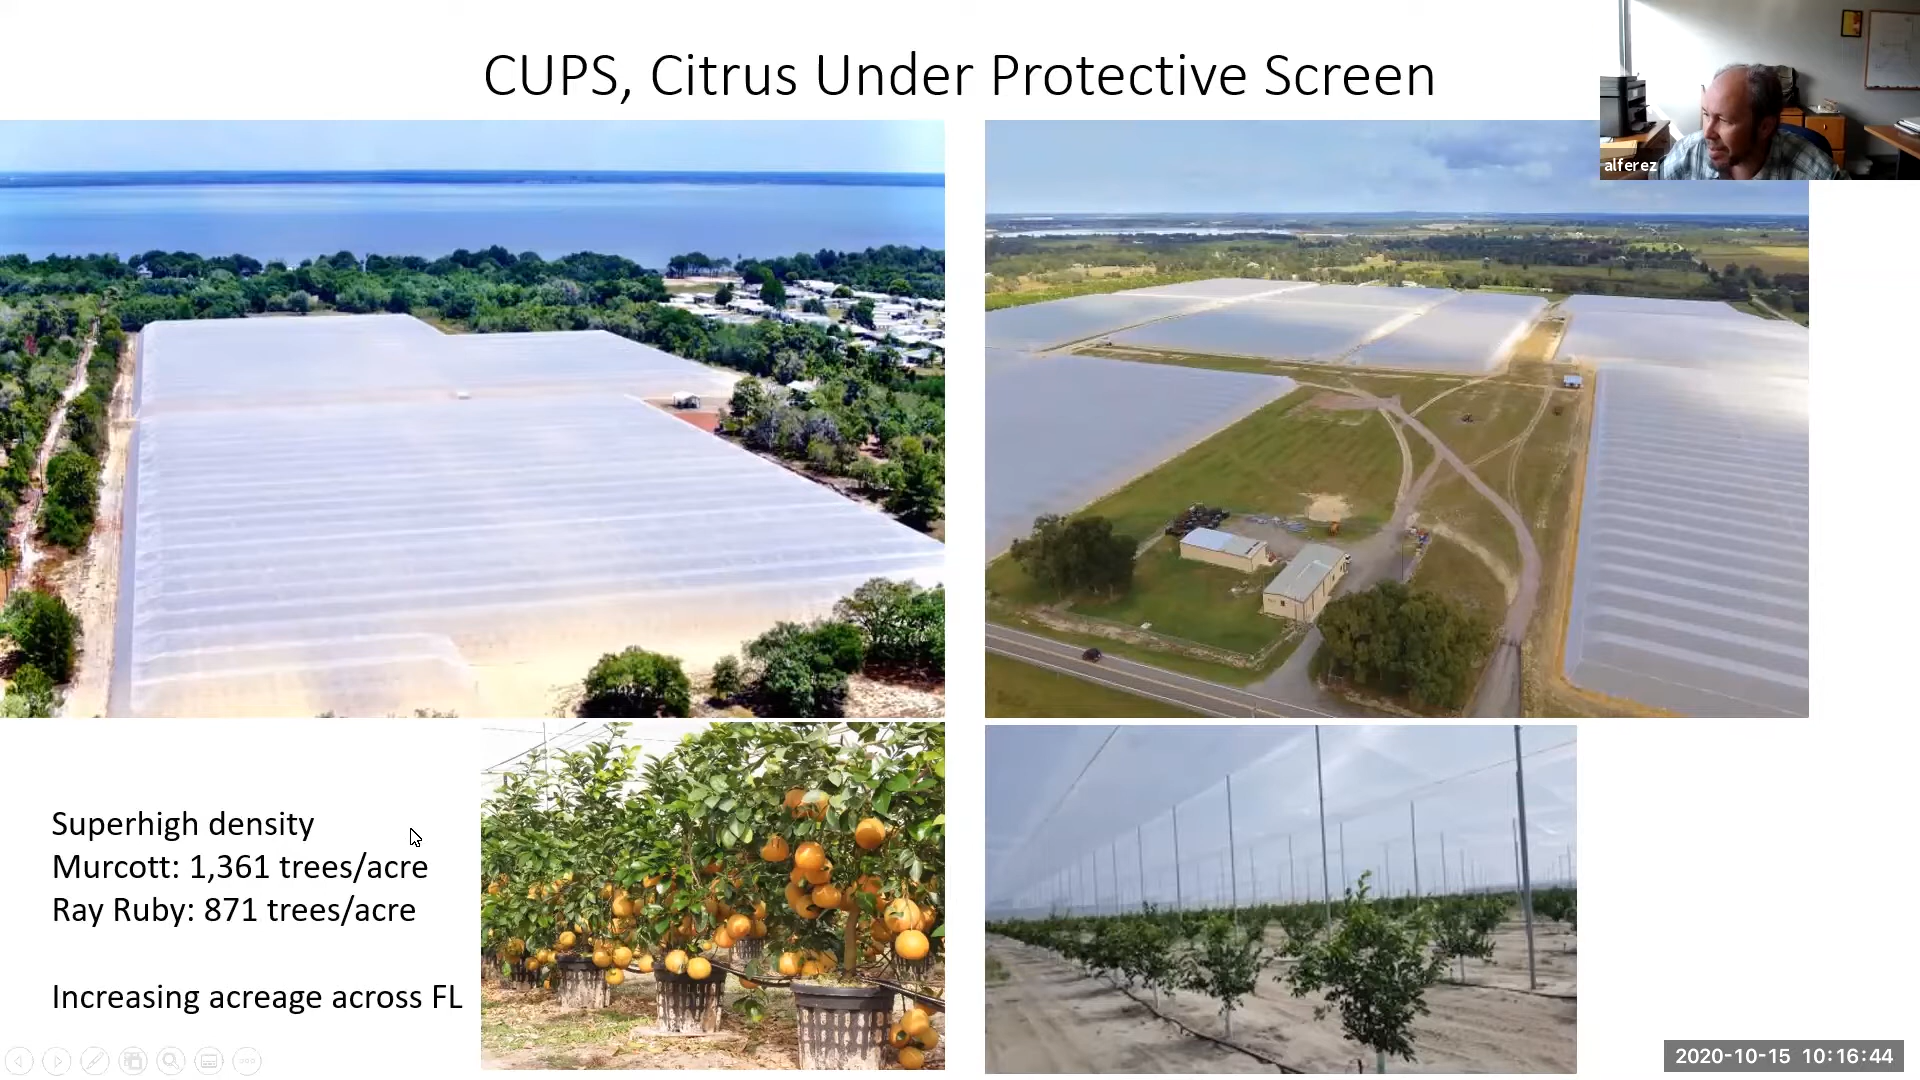 CUPS, Citrus Under Protective Screen
alferez
Superhigh density
Murcott: 1,361 trees/acre
Ray Ruby: 871 trees/acre
Increasing acreage across FL
2020-10-15 10:16:44